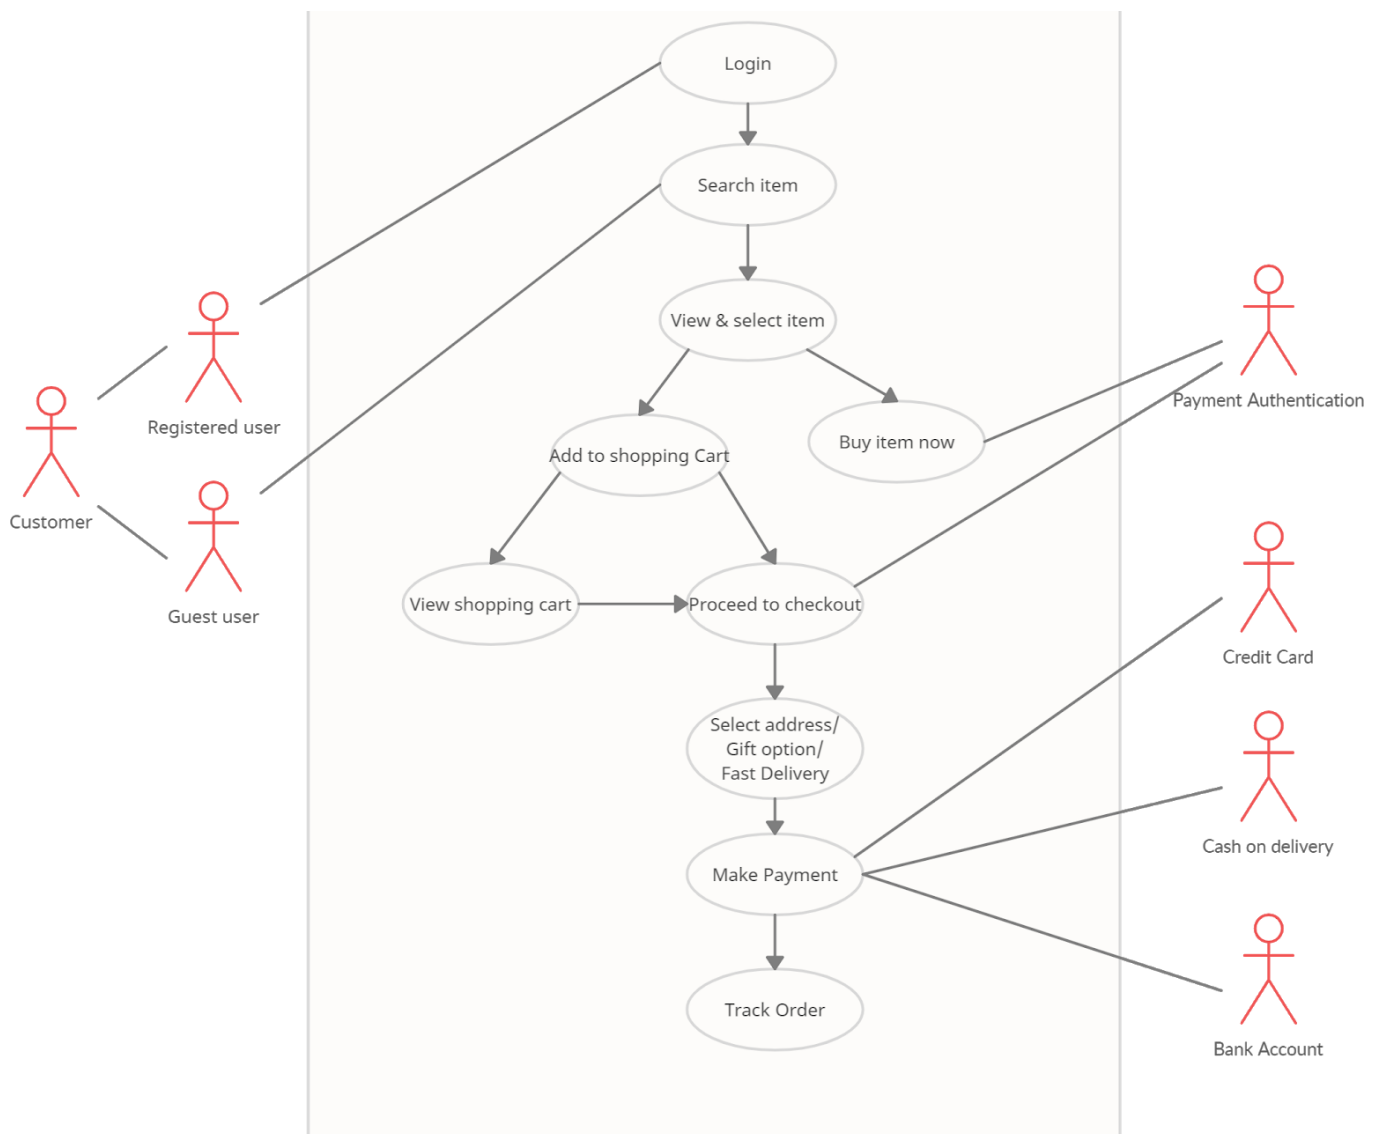 Login
Search item
View & select item
Registered user
Payment Authentication
Add to shopping Cart
Buy item now
Customer
View shopping cart
Proceed to checkout
Guest user
Credit Card
Select address/
Gift option/
Fast Delivery
Cash on delivery
Make Payment
Track Order
Bank Account